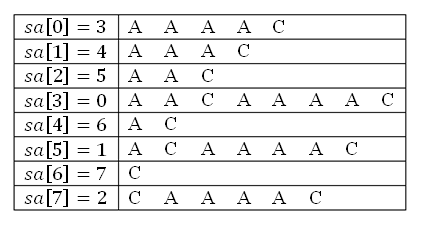 sa[0] = 3 A A A A C
sa[1] = 4 A A A C
sa[2] = 5 A A C
sa[3] = 0 A A C A A A A C
sa[4] = 6 A C
sa[5] = 1 A C A A A A C
sa[6] = 7 C
sa[7] = 2 C A A A A C